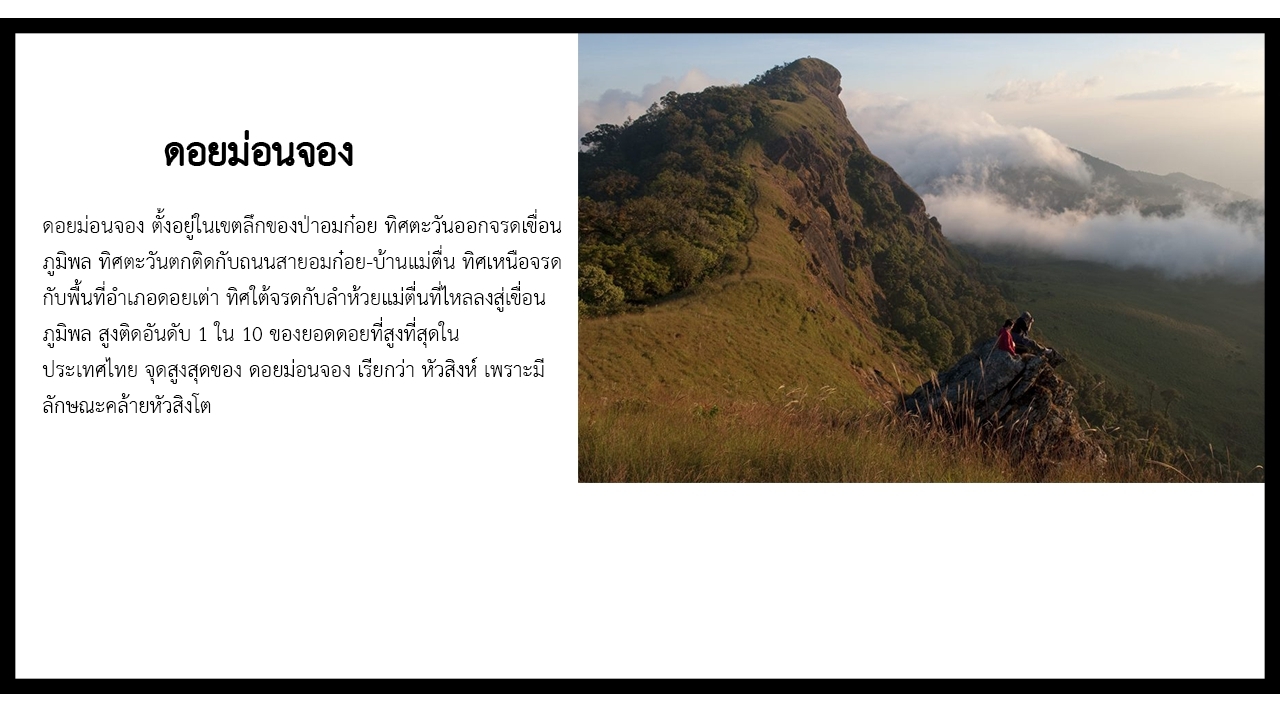 ดอยม่อนจอง
ดอยม่อนจอง ตั้งอยู่ในเขตลึกของป่าอมก๋อย ทิศตะวันออกจรดเขื่อน
ภูมิพล ทิศตะวันตกติดกับถนนสายอมก๋อย-บ้านแม่ตื่น ทิศเหนือจรด
กับพื้นที่อำเภอดอยเต่า ทิศใต้จรดกับลำห้วยแม่ตื่นที่ไหลลงสู่เขื่อน
ภูมิพล สูงติดอันดับ 1 ใน 10 ของยอดดอยที่สูงที่สุดใน
ประเทศไทย จุดสูงสุดของ ดอยม่อนจอง เรียกว่า หัวสิงห์ เพราะมี
ลักษณะคล้ายหัวสิงโต